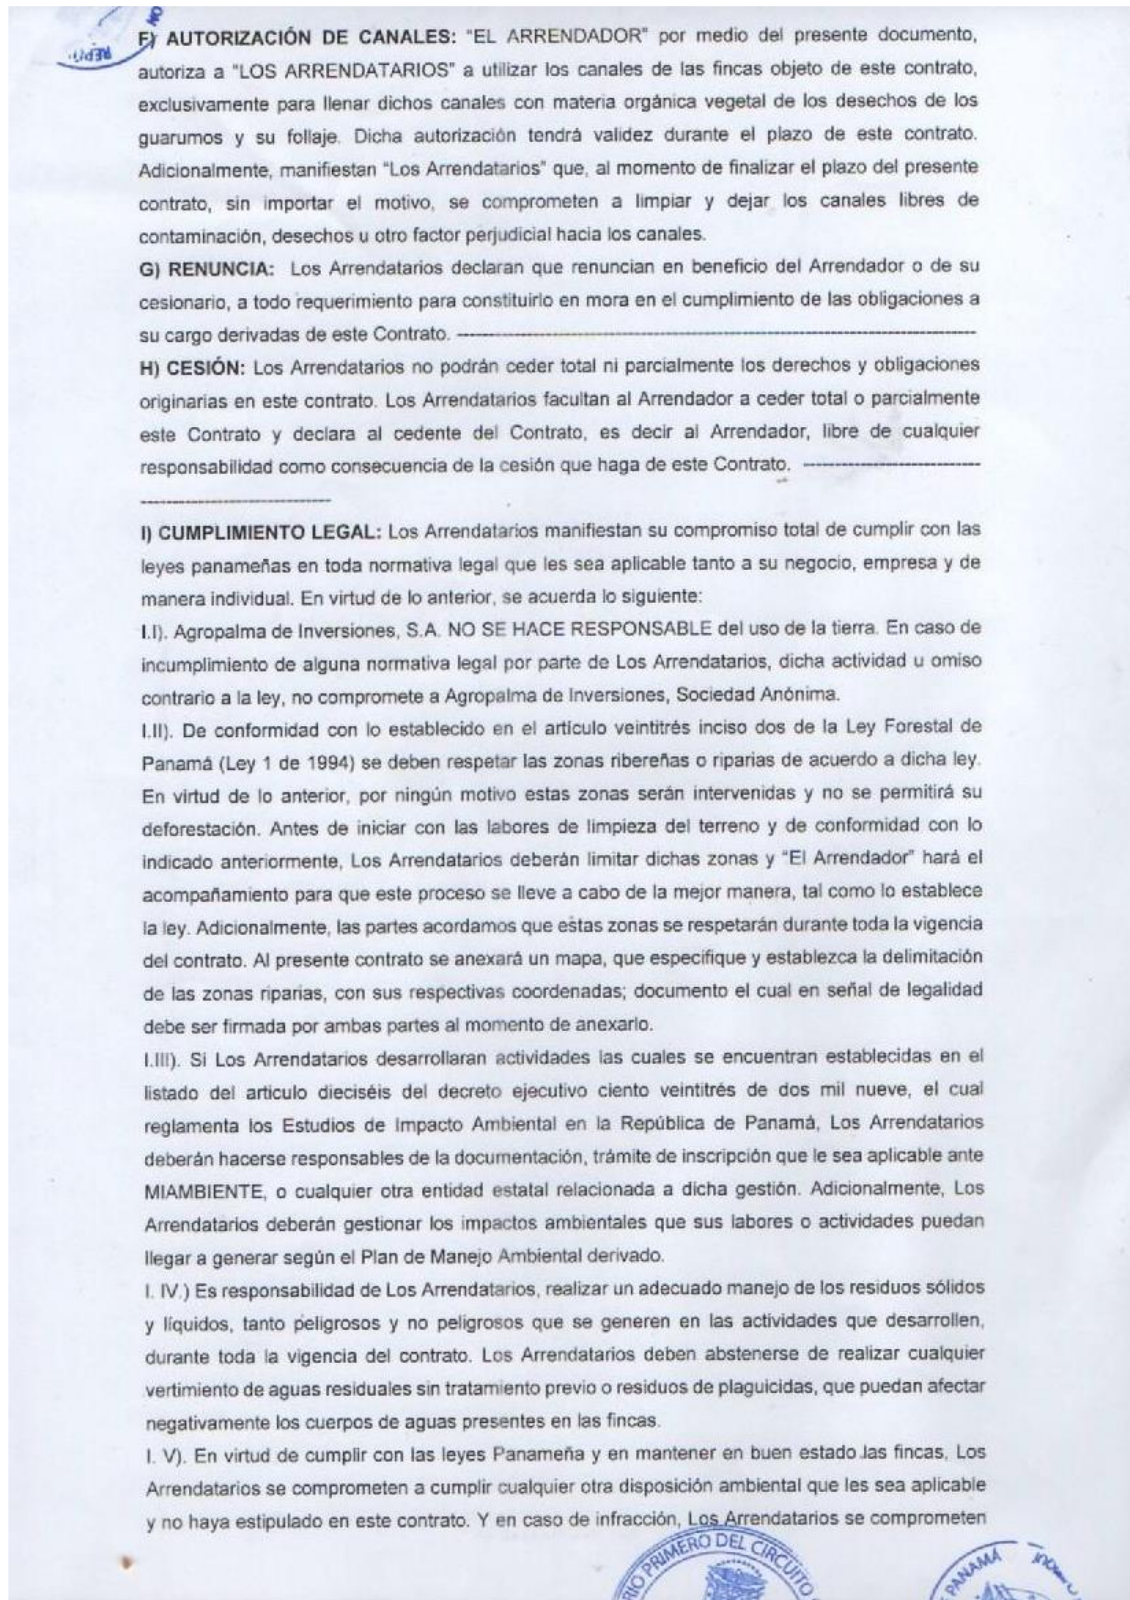 F) AUTORIZACIÓN DE CANALES: "EL ARRENDADOR" por medio del presente documento,
autoriza a "LOS ARRENDATARIOS" a utilizar los canales de las fincas objeto de este contrato,
exclusivamente para llenar dichos canales con materia orgánica vegetal de los desechos de los
guarumos y su follaje. Dicha autorización tendrá validez durante el plazo de este contrato.
Adicionalmente, manifiestan "Los Arrendatarios" que, al momento de finalizar el plazo del presente
contrato, sin importar el motivo, se comprometen a limpiar y dejar los canales libres de
contaminación, desechos u otro factor perjudicial hacia los canales.
G) RENUNCIA: Los Arrendatarios declaran que renuncian en beneficio del Arrendador o de su
cesionario, a todo requerimiento para constituirlo en mora en el cumplimiento de las obligaciones a
su cargo derivadas de este Contrato. ----------
H) CESIÓN: Los Arrendatarios no podrán ceder total ni parcialmente los derechos y obligaciones
originarias en este contrato. Los Arrendatarios facultan al Arrendador a ceder total o parcialmente
este Contrato y declara al cedente del Contrato, es decir al Arrendador, libre de cualquier
responsabilidad como consecuencia de la cesión que haga de este Contrato. ----------
----------
I) CUMPLIMIENTO LEGAL: Los Arrendatarios manifiestan su compromiso total de cumplir con las
leyes panameñas en toda normativa legal que les sea aplicable tanto a su negocio, empresa y de
manera individual. En virtud de lo anterior, se acuerda lo siguiente:
I.I). Agropalma de Inversiones, S.A. NO SE HACE RESPONSABLE del uso de la tierra. En caso de
incumplimiento de alguna normativa legal por parte de Los Arrendatarios, dicha actividad u omiso
contrario a la ley, no compromete a Agropalma de Inversiones, Sociedad Anónima.
I.II). De conformidad con lo establecido en el artículo veintitrés inciso dos de la Ley Forestal de
Panamá (Ley 1 de 1994) se deben respetar las zonas ribereñas o riparias de acuerdo a dicha ley.
En virtud de lo anterior, por ningún motivo estas zonas serán intervenidas y no se permitirá su
deforestación. Antes de iniciar con las labores de limpieza del terreno y de conformidad con lo
indicado anteriormente, Los Arrendatarios deberán limitar dichas zonas y "El Arrendador" hará el
acompañamiento para que este proceso se lleve a cabo de la mejor manera, tal como lo establece
la ley. Adicionalmente, las partes acordamos que estas zonas se respetarán durante toda la vigencia
del contrato. Al presente contrato se anexará un mapa, que especifique y establezca la delimitación
de las zonas riparias, con sus respectivas coordenadas; documento el cual en señal de legalidad
debe ser firmada por ambas partes al momento de anexarlo.
I.III). Si Los Arrendatarios desarrollaran actividades las cuales se encuentran establecidas en el
listado del articulo dieciséis del decreto ejecutivo ciento veintitrés de dos mil nueve, el cual
reglamenta los Estudios de Impacto Ambiental en la República de Panamá, Los Arrendatarios
deberán hacerse responsables de la documentación, trámite de inscripción que le sea aplicable ante
MIAMBIENTE, o cualquier otra entidad estatal relacionada a dicha gestión. Adicionalmente, Los
Arrendatarios deberán gestionar los impactos ambientales que sus labores o actividades puedan
llegar a generar según el Plan de Manejo Ambiental derivado.
I. IV.) Es responsabilidad de Los Arrendatarios, realizar un adecuado manejo de los residuos sólidos
y líquidos, tanto peligrosos y no peligrosos que se generen en las actividades que desarrollen,
durante toda la vigencia del contrato. Los Arrendatarios deben abstenerse de realizar cualquier
vertimiento de aguas residuales sin tratamiento previo o residuos de plaguicidas, que puedan afectar
negativamente los cuerpos de aguas presentes en las fincas.
I. V). En virtud de cumplir con las leyes Panameña y en mantener en buen estado las fincas, Los
Arrendatarios se comprometen a cumplir cualquier otra disposición ambiental que les sea aplicable
y no haya estipulado en este contrato. Y en caso de infracción, Los Arrendatarios se comprometen
PRIMERO DEL CIRCUITO
DE PANAMÁ